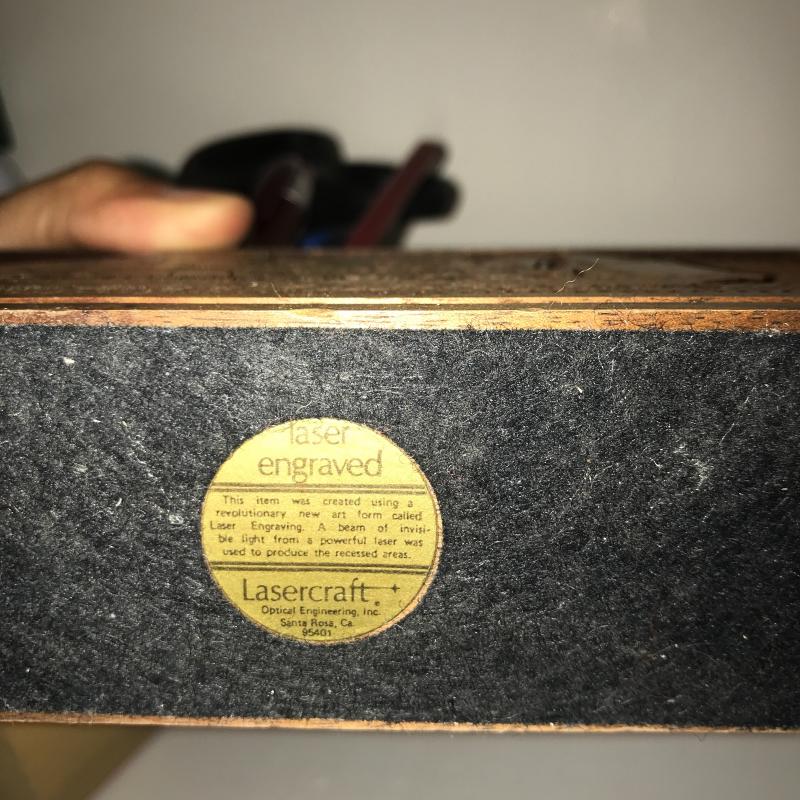 laser
engraved
This item was created using a
revolutionary new art form called
Laser Engraving. A beam of invisi-
ble light from a powerful laser was
used to produce the recessed areas.
Lasercraft
Optical Engineering, Inc.
Santa Rosa, Ca.
95401